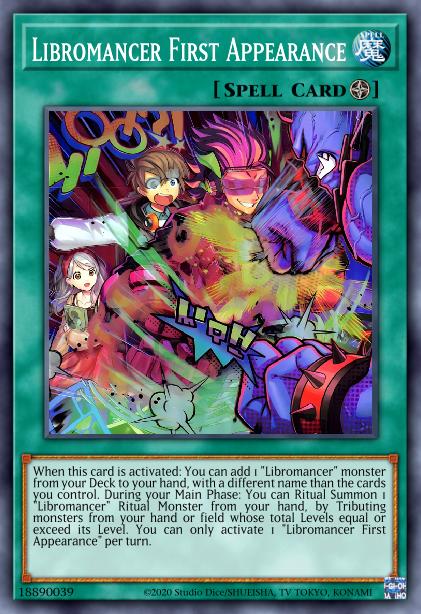 LIBROMANCER FIRST APPEARANCE
SPELL
魔
[SPELL CARD]
When this card is activated: You can add 1 "Libromancer" monster
from your Deck to your hand, with a different name than the cards
you control. During your Main Phase: You can Ritual Summon 1
"Libromancer" Ritual Monster from your hand, by Tributing
monsters from your hand or field whose total Levels equal or
exceed its Level. You can only activate 1 "Libromancer First
Appearance" per turn.
18890039
©2020 Studio Dice/SHUEISHA, TV TOKYO, KONAMI